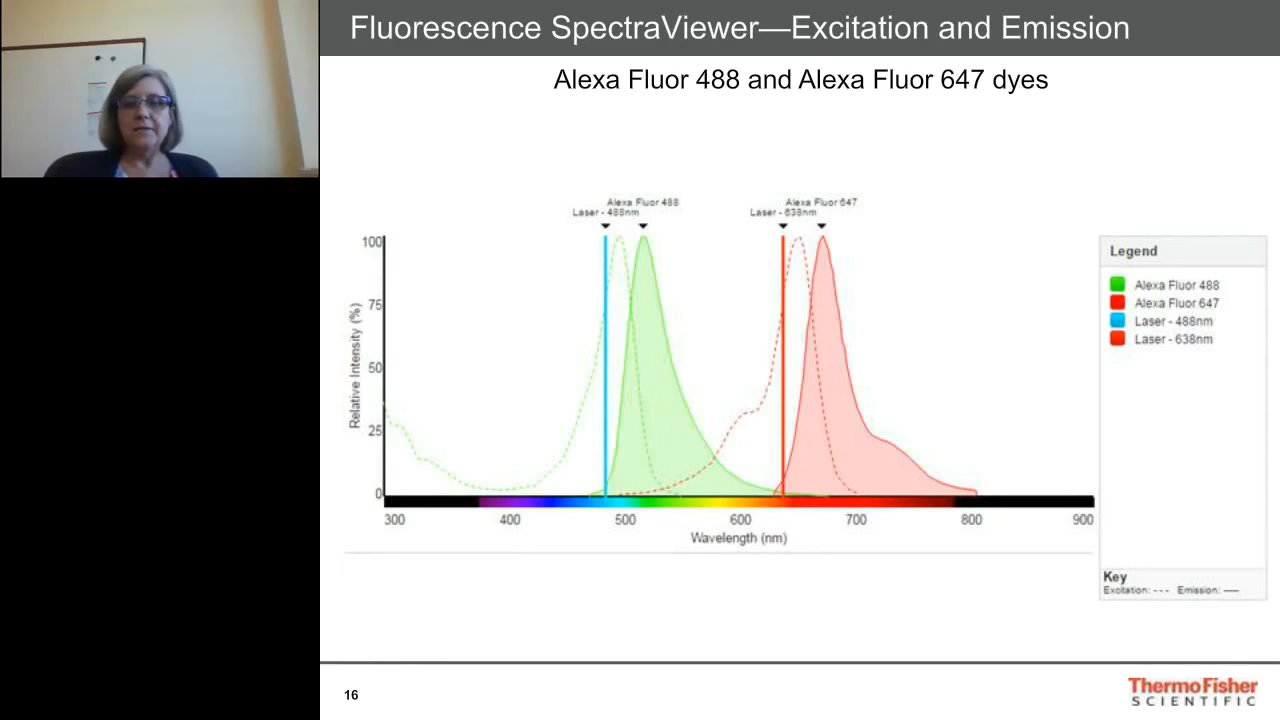 Fluorescence SpectraViewer—Excitation and Emission
Alexa Fluor 488 and Alexa Fluor 647 dyes
Alexa Fluor 488
Laser - 488nm
Alexa Fluor 647
Laser - 638nm
100
75
50
25
0
Relative Intensity (%)
300 400 500 600 700 800 900
Wavelength (nm)
Legend
Alexa Fluor 488
Alexa Fluor 647
Laser - 488nm
Laser - 638nm
Key
Excitation: --- Emission: —
16
ThermoFisher
SCIENTIFIC